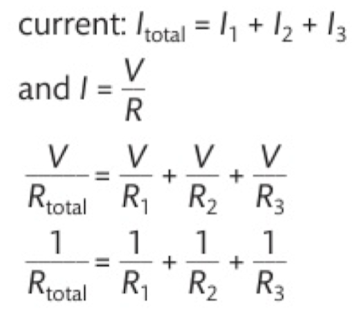 current: I_total = I_1 + I_2 + I_3
and I = V/R
V/R_total = V/R_1 + V/R_2 + V/R_3
1/R_total = 1/R_1 + 1/R_2 + 1/R_3